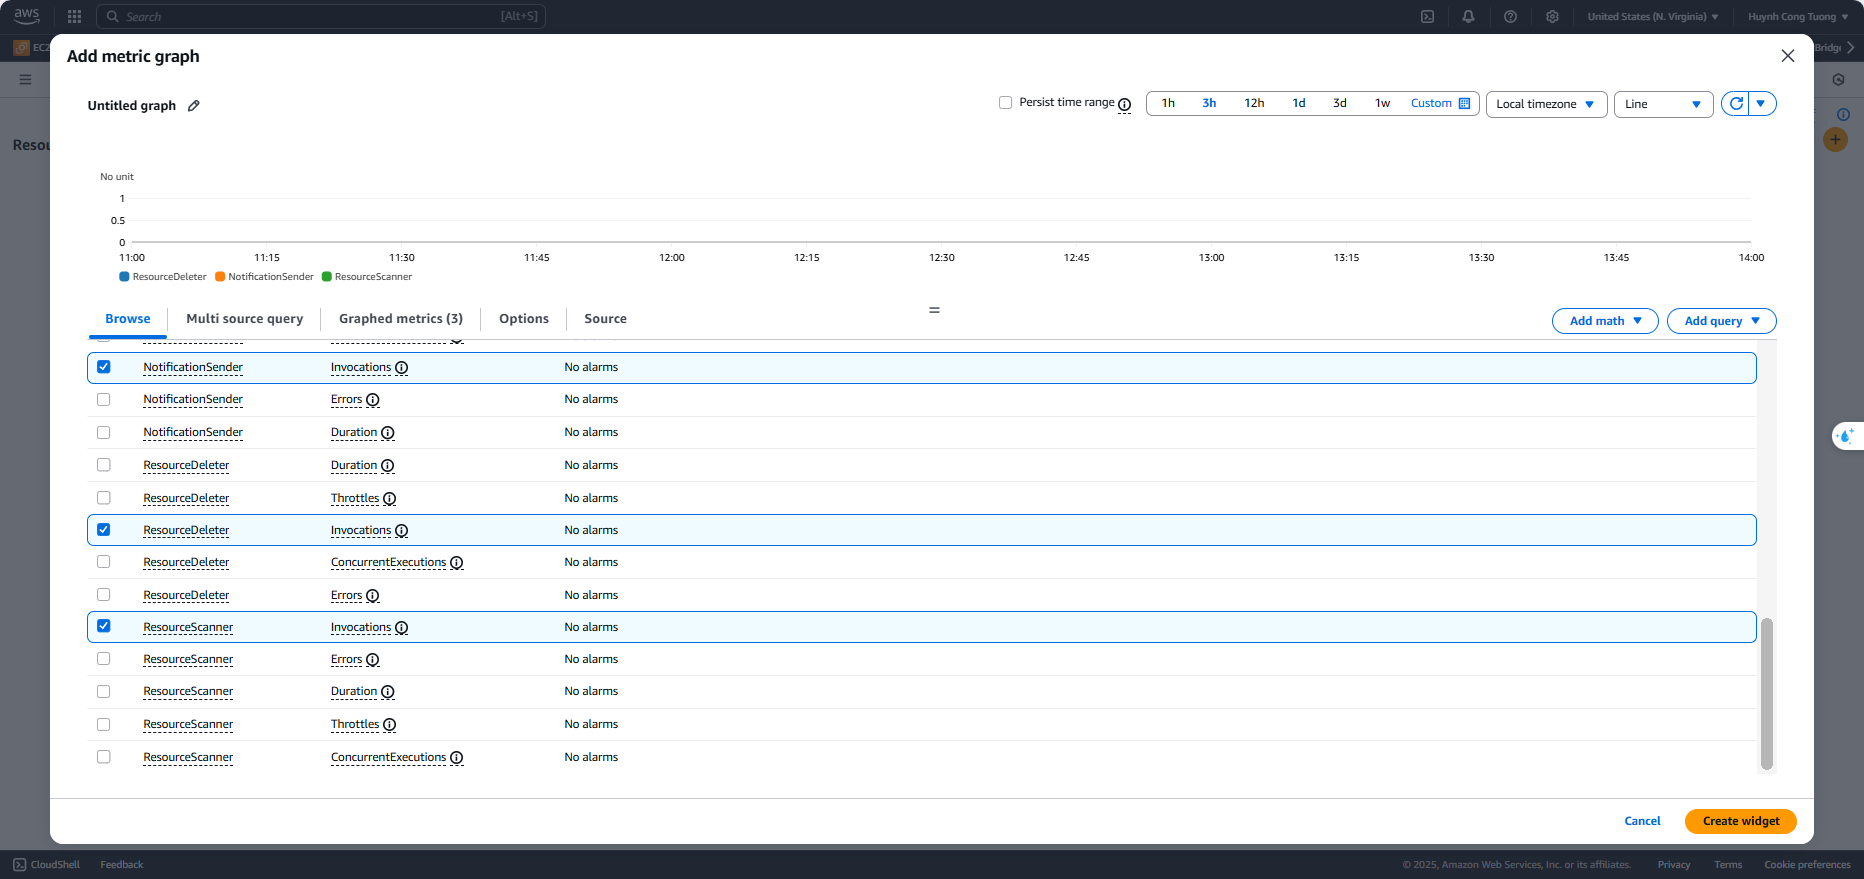 aws
Search [Alt+S]
United States (N. Virginia) Huynh Cong Tuong
EC2
Bridge
Add metric graph
Untitled graph
Persist time range 1h 3h 12h 1d 3d 1w Custom Local timezone Line
Resou
No unit
1
0.5
0
11:00 11:15 11:30 11:45 12:00 12:15 12:30 12:45 13:00 13:15 13:30 13:45 14:00
ResourceDeleter NotificationSender ResourceScanner
Browse Multi source query Graphed metrics (3) Options Source Add math Add query
NotificationSender Invocations No alarms
NotificationSender Errors No alarms
NotificationSender Duration No alarms
ResourceDeleter Duration No alarms
ResourceDeleter Throttles No alarms
ResourceDeleter Invocations No alarms
ResourceDeleter ConcurrentExecutions No alarms
ResourceDeleter Errors No alarms
ResourceScanner Invocations No alarms
ResourceScanner Errors No alarms
ResourceScanner Duration No alarms
ResourceScanner Throttles No alarms
ResourceScanner ConcurrentExecutions No alarms
Cancel Create widget
CloudShell Feedback © 2025, Amazon Web Services, Inc. or its affiliates. Privacy Terms Cookie preferences